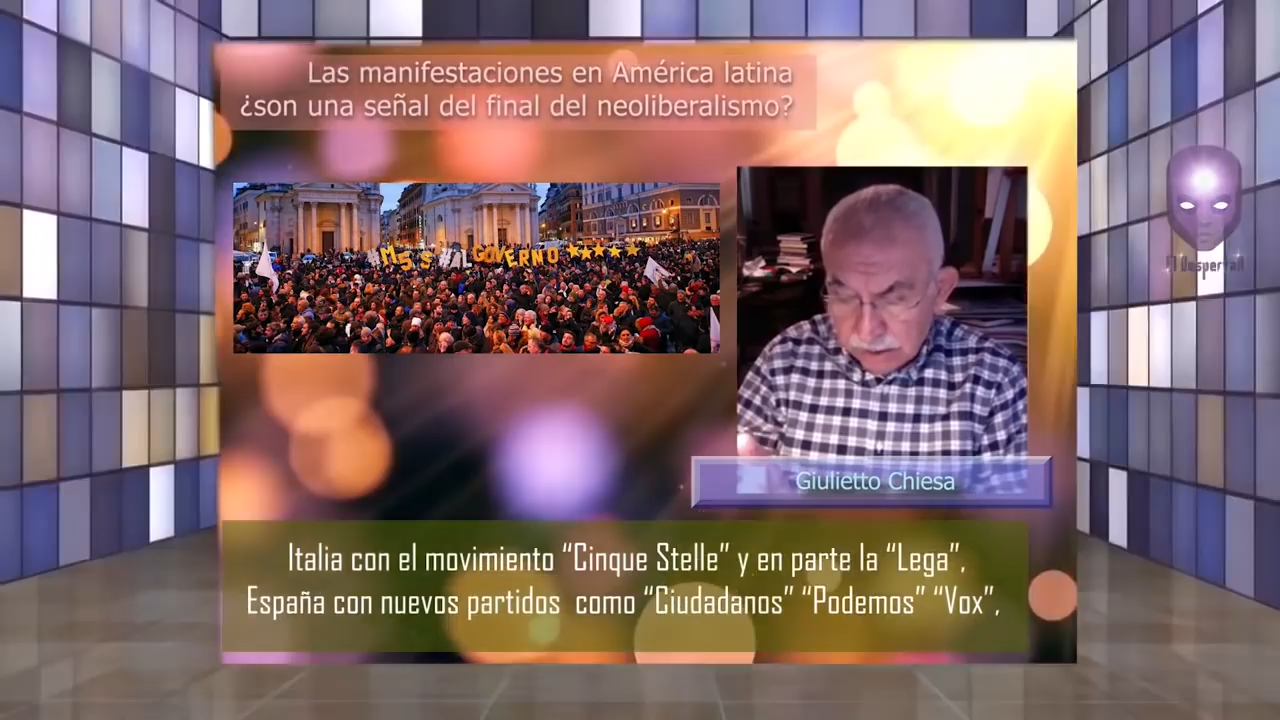 Las manifestaciones en América latina
¿son una señal del final del neoliberalismo?
#M5S #ALGOVERNO
Giulietto Chiesa
Italia con el movimiento “Cinque Stelle” y en parte la “Lega”,
España con nuevos partidos como “Ciudadanos” “Podemos” “Vox”,